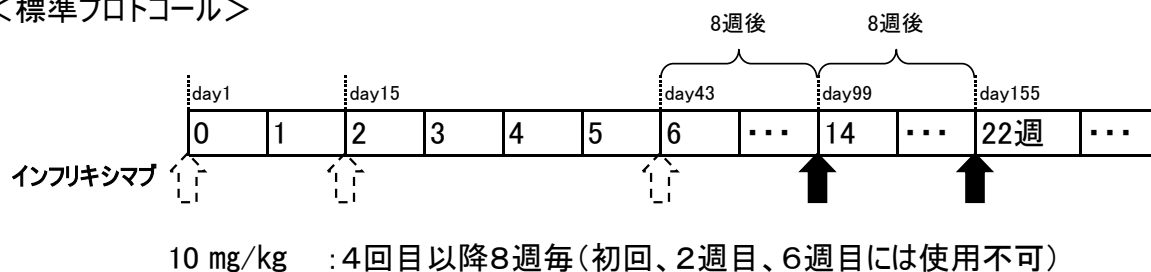 <標準プロトコール>
8週後 8週後
day1 day15 day43 day99 day155
0 1 2 3 4 5 6 ・・・ 14 ・・・ 22週 ・・・
インフリキシマブ
10 mg/kg :4回目以降8週毎(初回、2週目、6週目には使用不可)